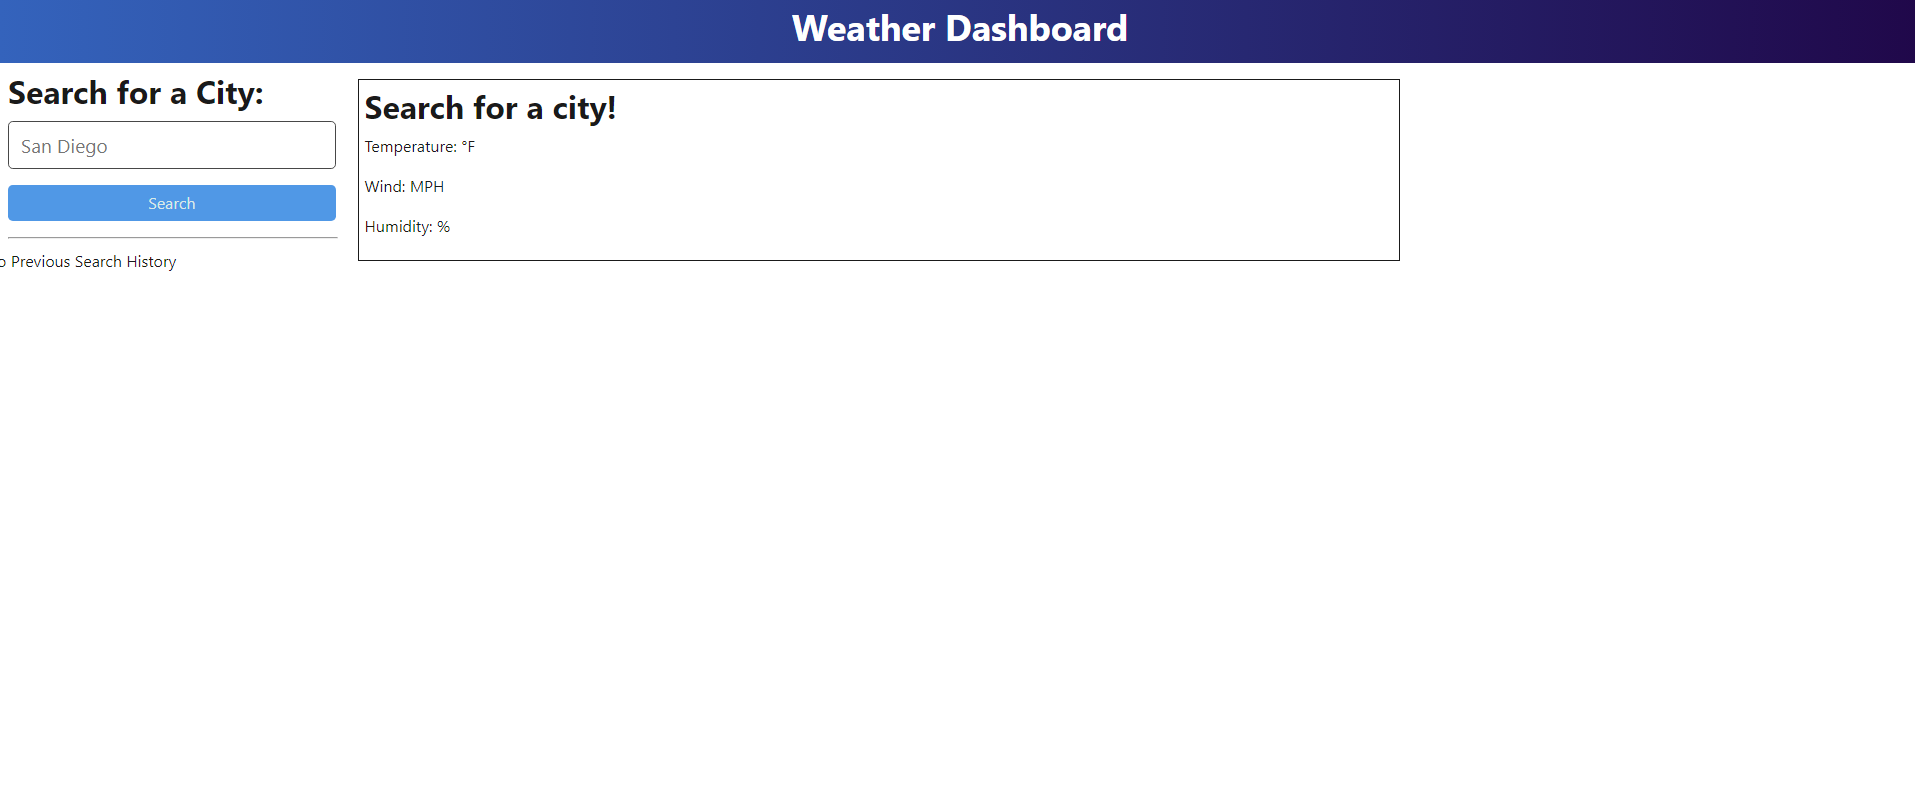 Weather Dashboard
Search for a City:
San Diego
Search
o Previous Search History
Search for a city!
Temperature: °F
Wind: MPH
Humidity: %